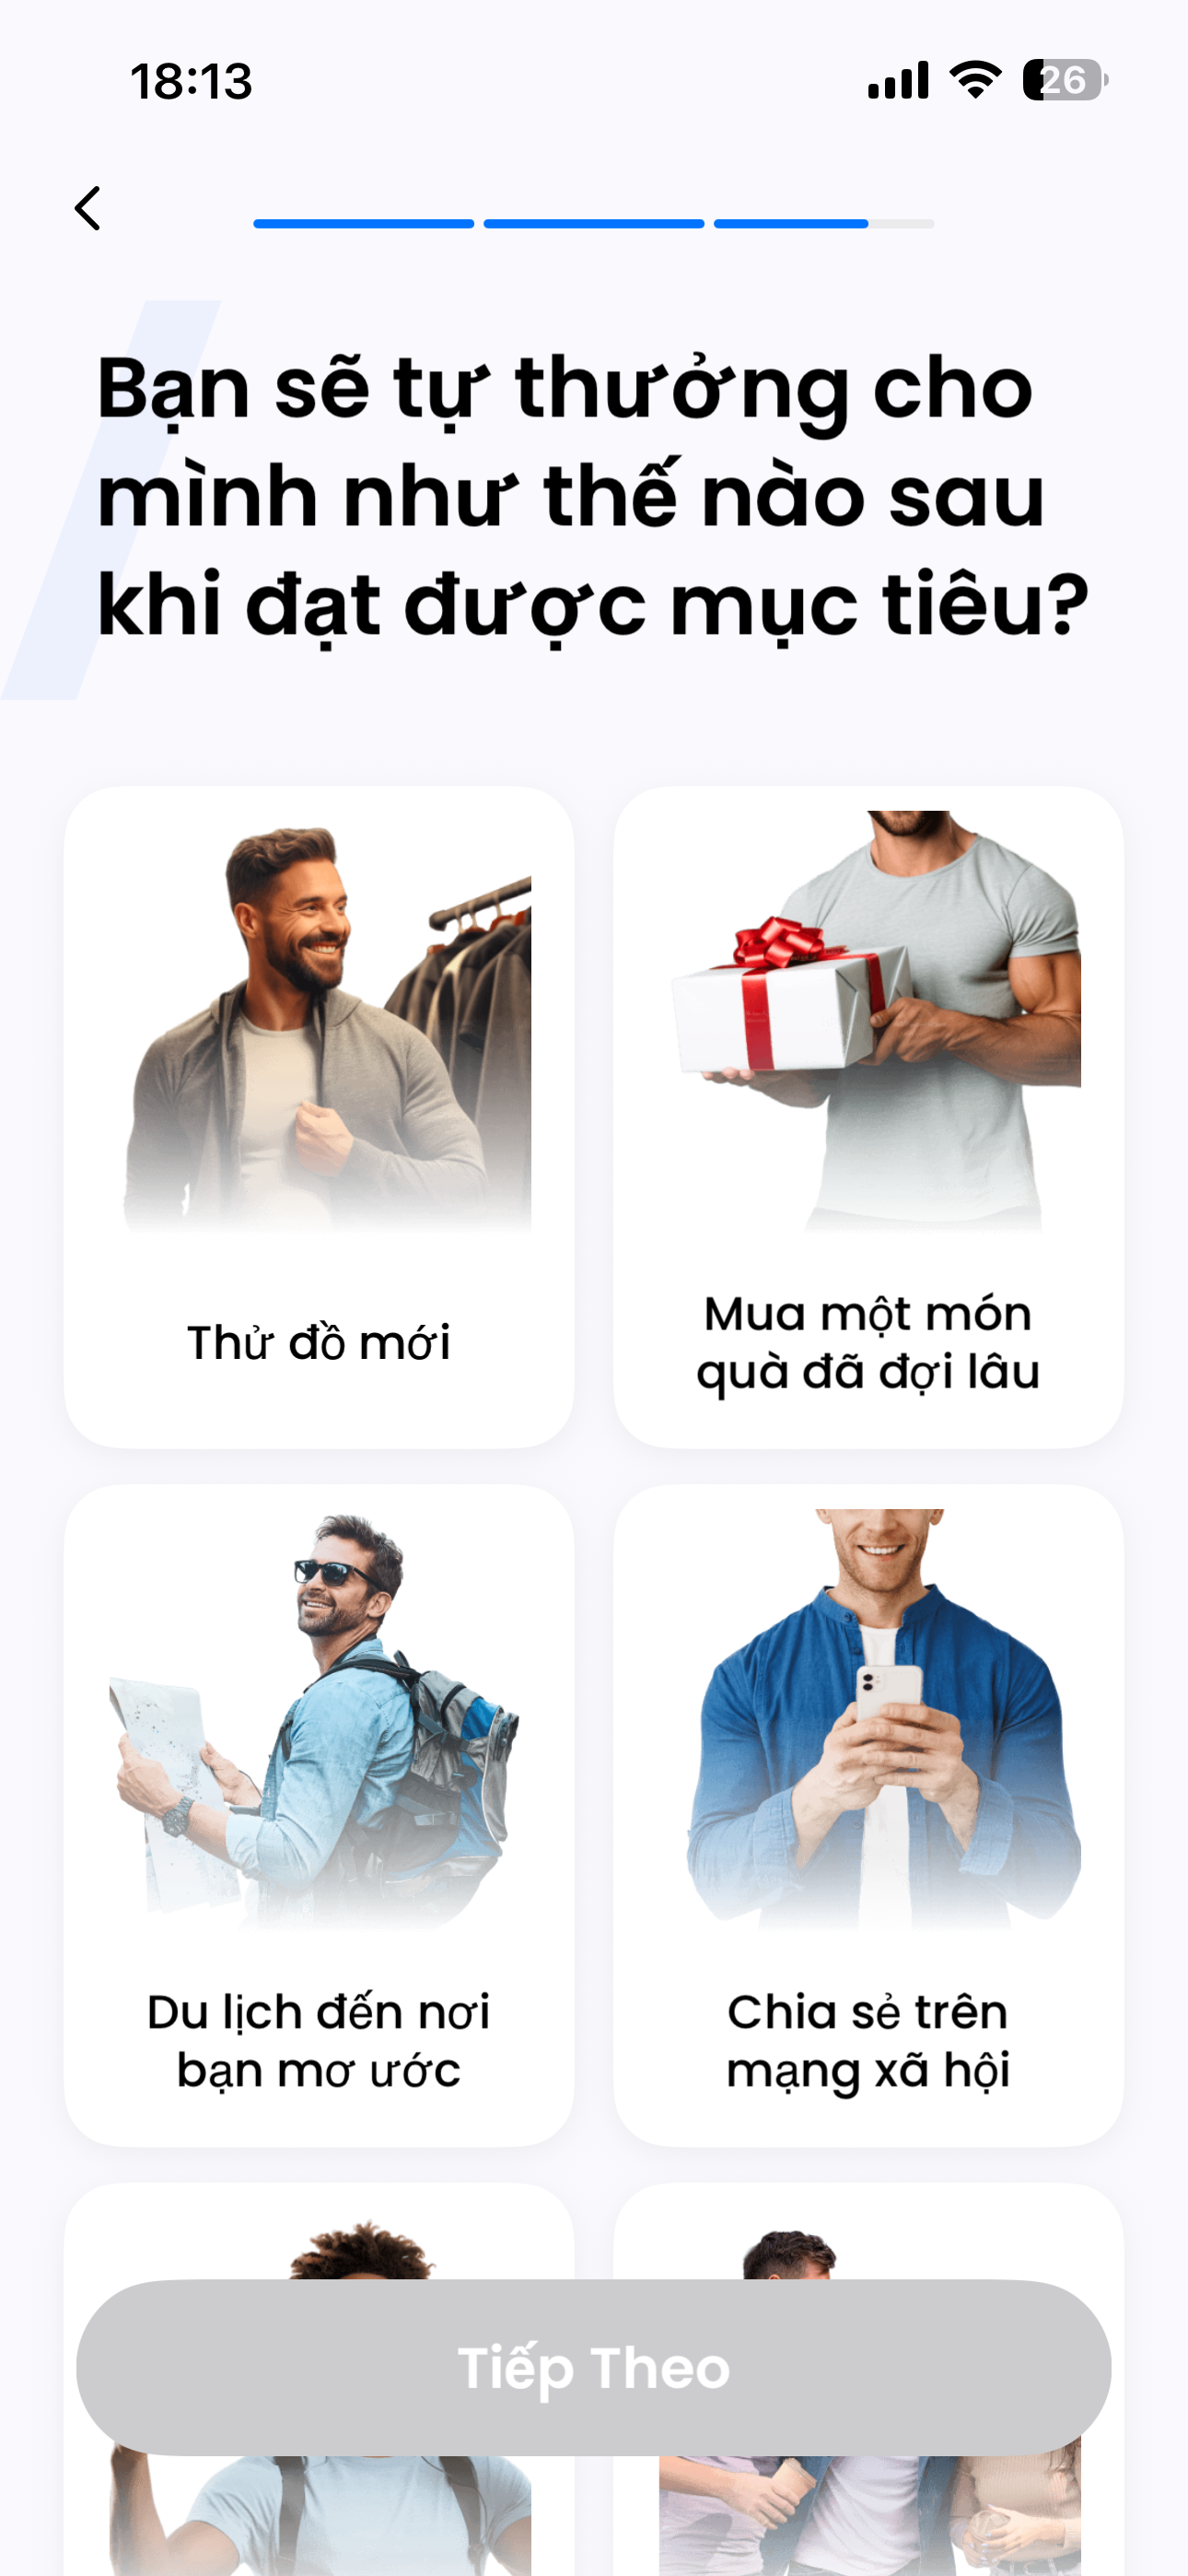 18:13
26
Bạn sẽ tự thưởng cho
mình như thế nào sau
khi đạt được mục tiêu?
Thử đồ mới
Mua một món
quà đã đợi lâu
Du lịch đến nơi
bạn mơ ước
Chia sẻ trên
mạng xã hội
Tiếp Theo